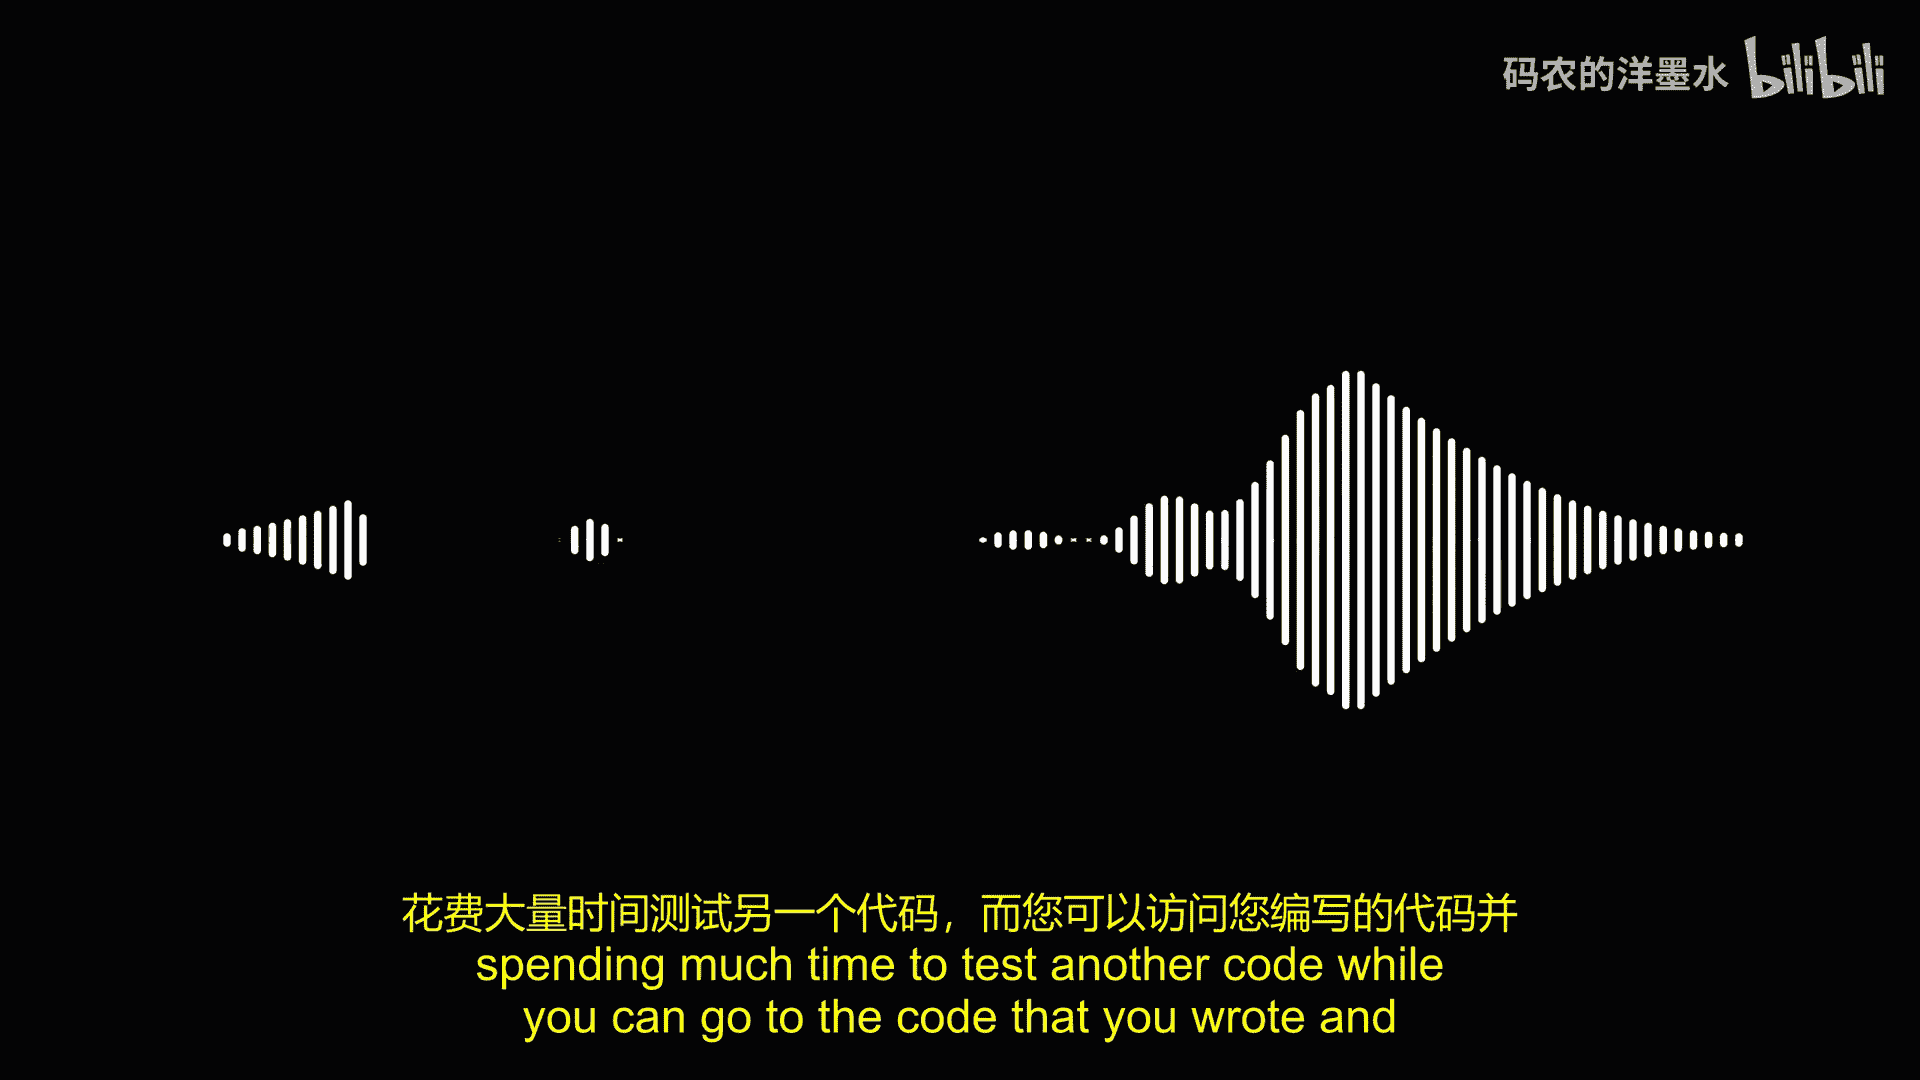 码农的洋墨水 bilibili
花费大量时间测试另一个代码，而您可以访问您编写的代码并
spending much time to test another code while
you can go to the code that you wrote and